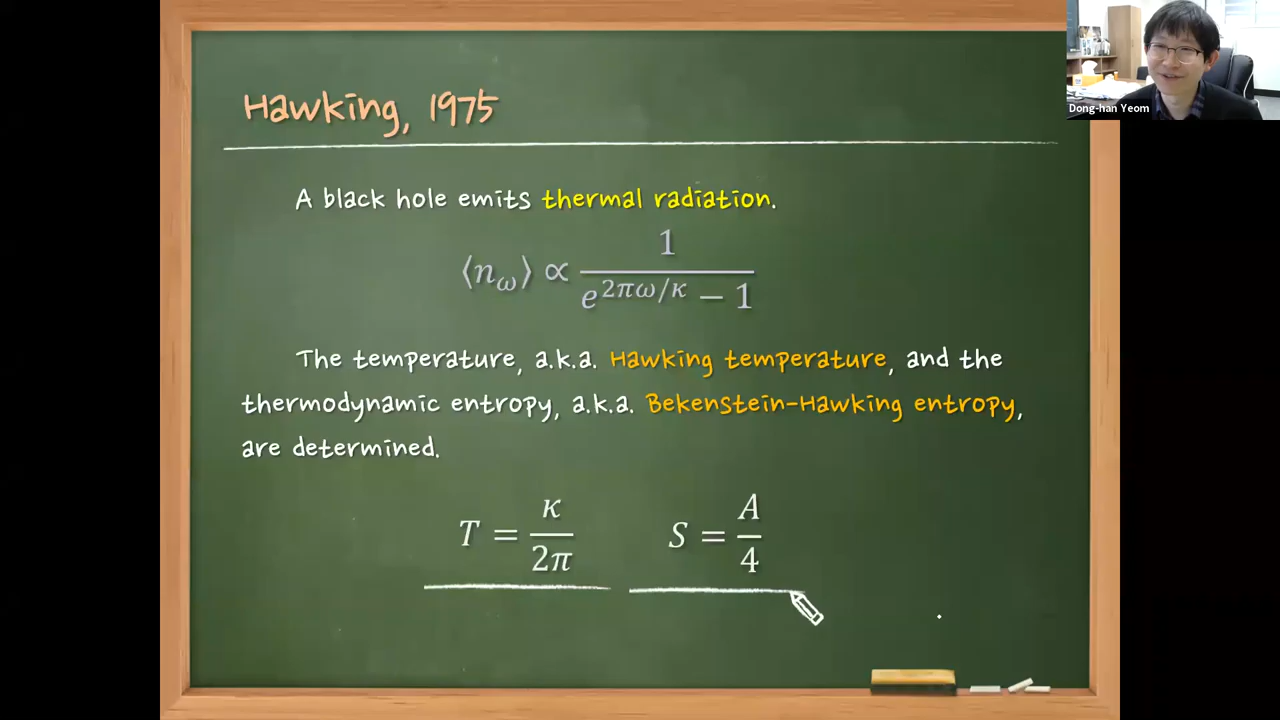 Hawking, 1975
Dong-han Yeom
A black hole emits thermal radiation.
⟨n_ω⟩ ∝ 1 / (e^{2πω/κ} − 1)
The temperature, a.k.a. Hawking temperature, and the
thermodynamic entropy, a.k.a. Bekenstein-Hawking entropy,
are determined.
T = κ/2π    S = A/4